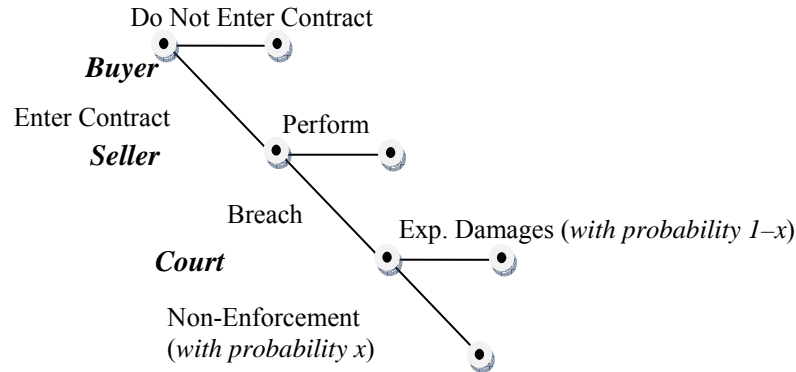 Do Not Enter Contract
Buyer
Enter Contract
Perform
Seller
Breach
Exp. Damages (with probability 1–x)
Court
Non-Enforcement
(with probability x)